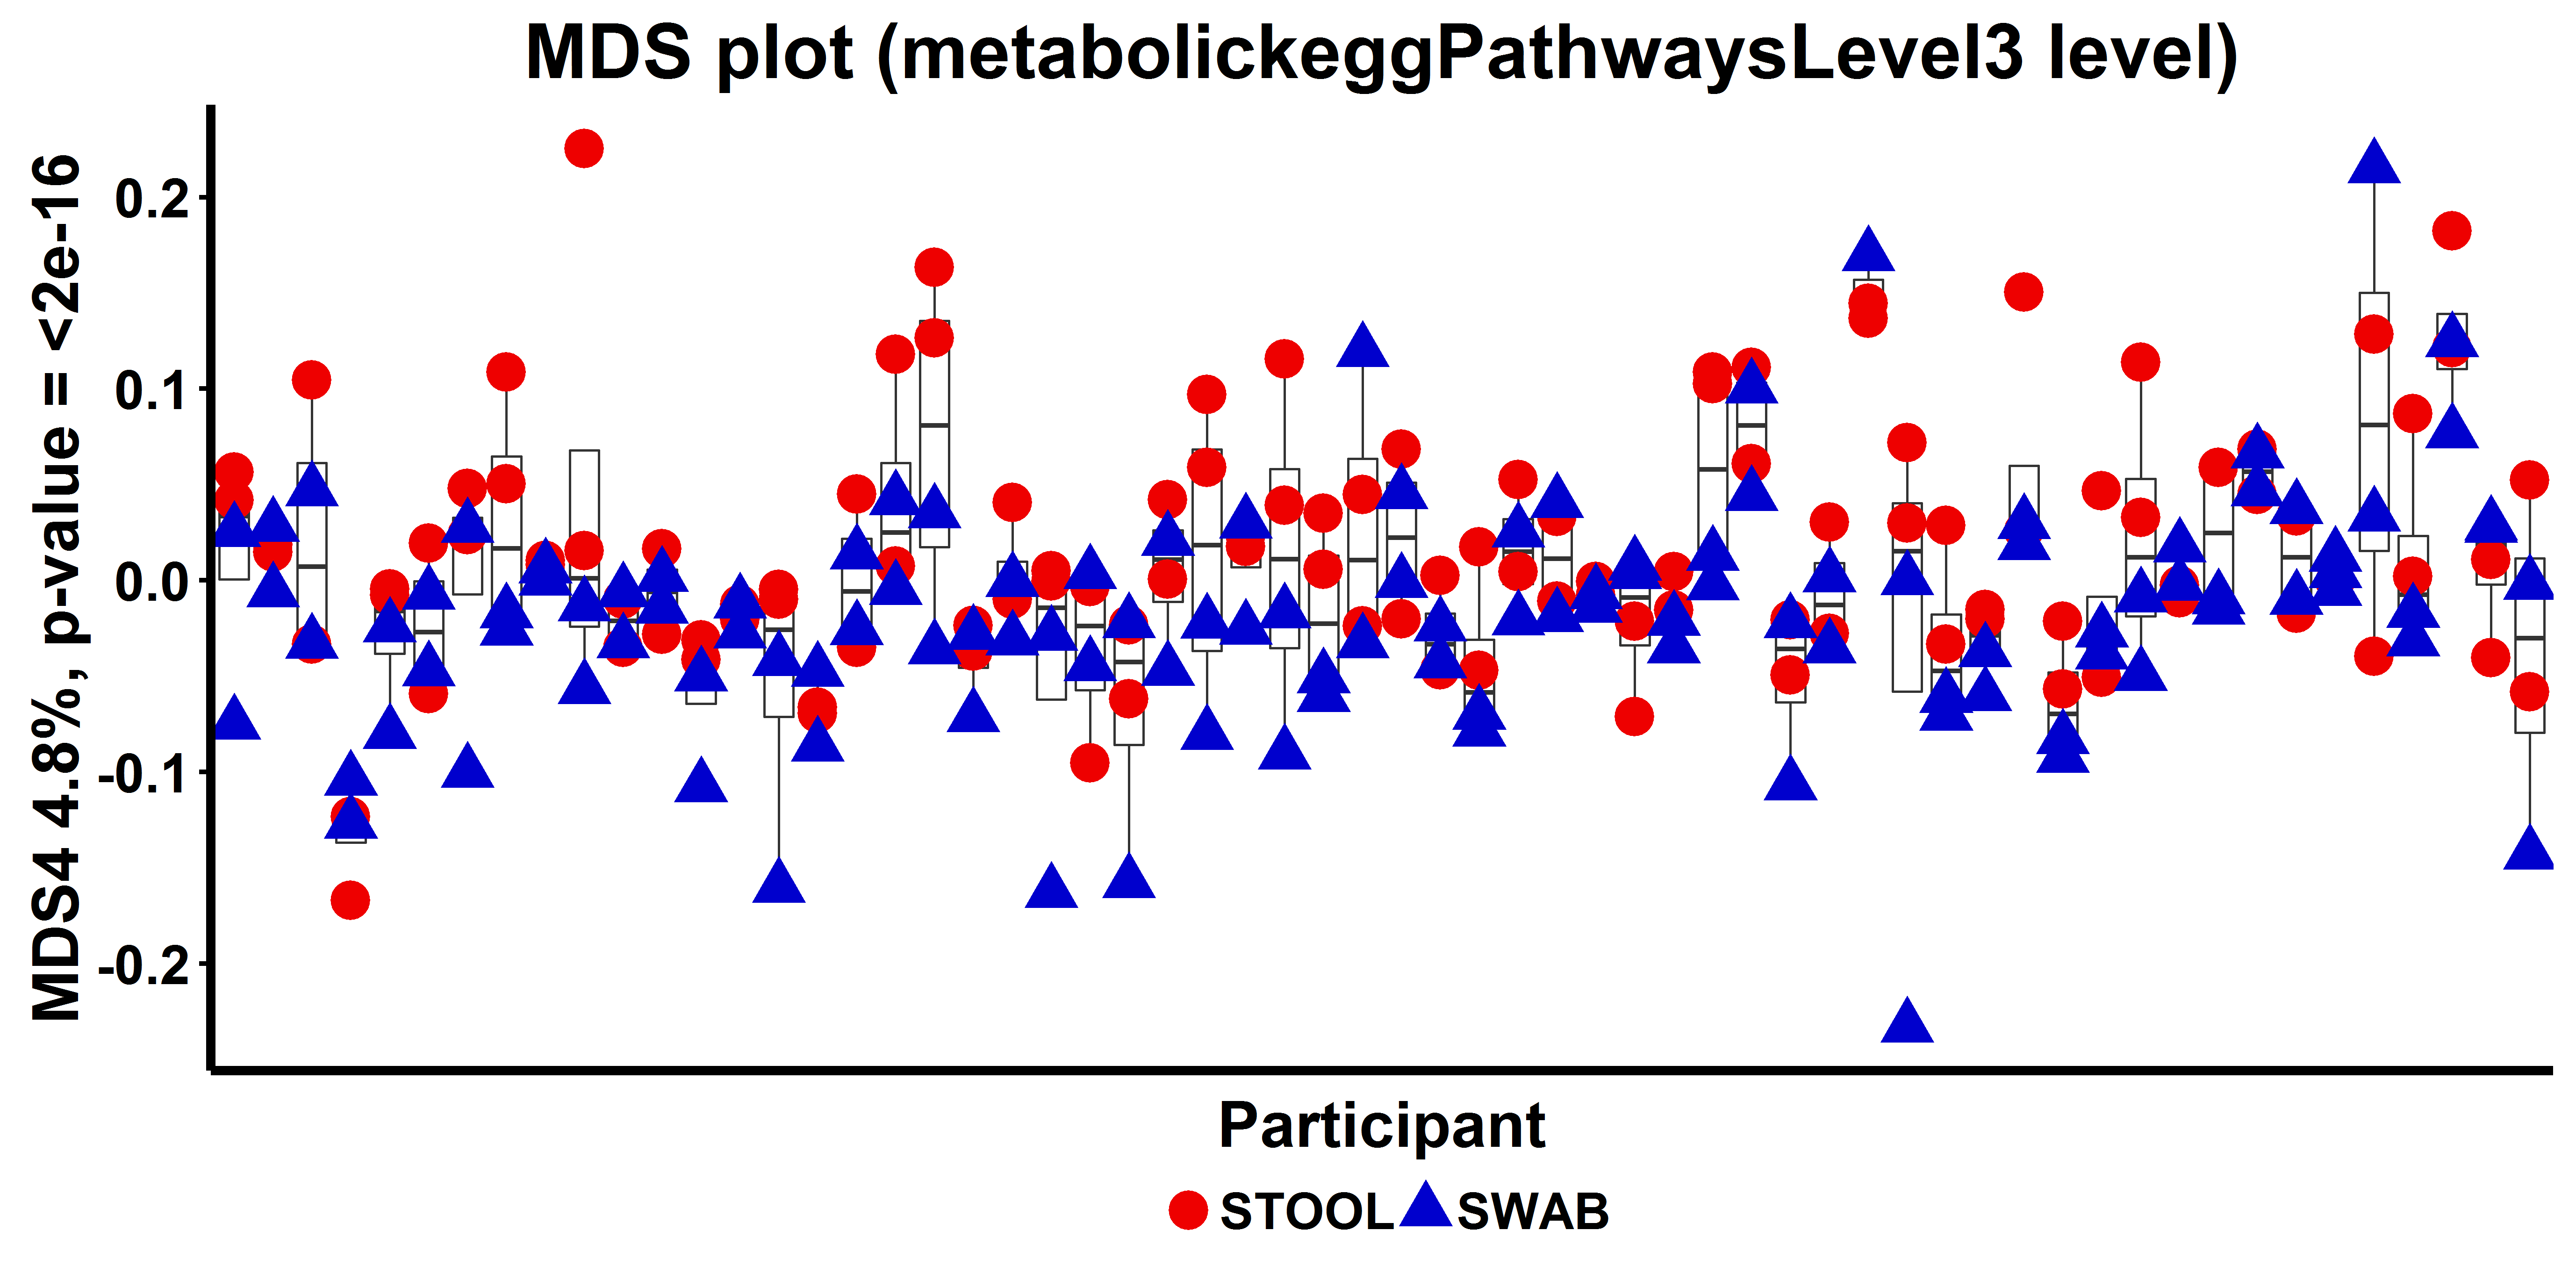 MDS plot (metabolickeggPathwaysLevel3 level)
MDS4 4.8%, p-value = <2e-16
0.2
0.1
0.0
-0.1
-0.2
Participant
STOOL SWAB